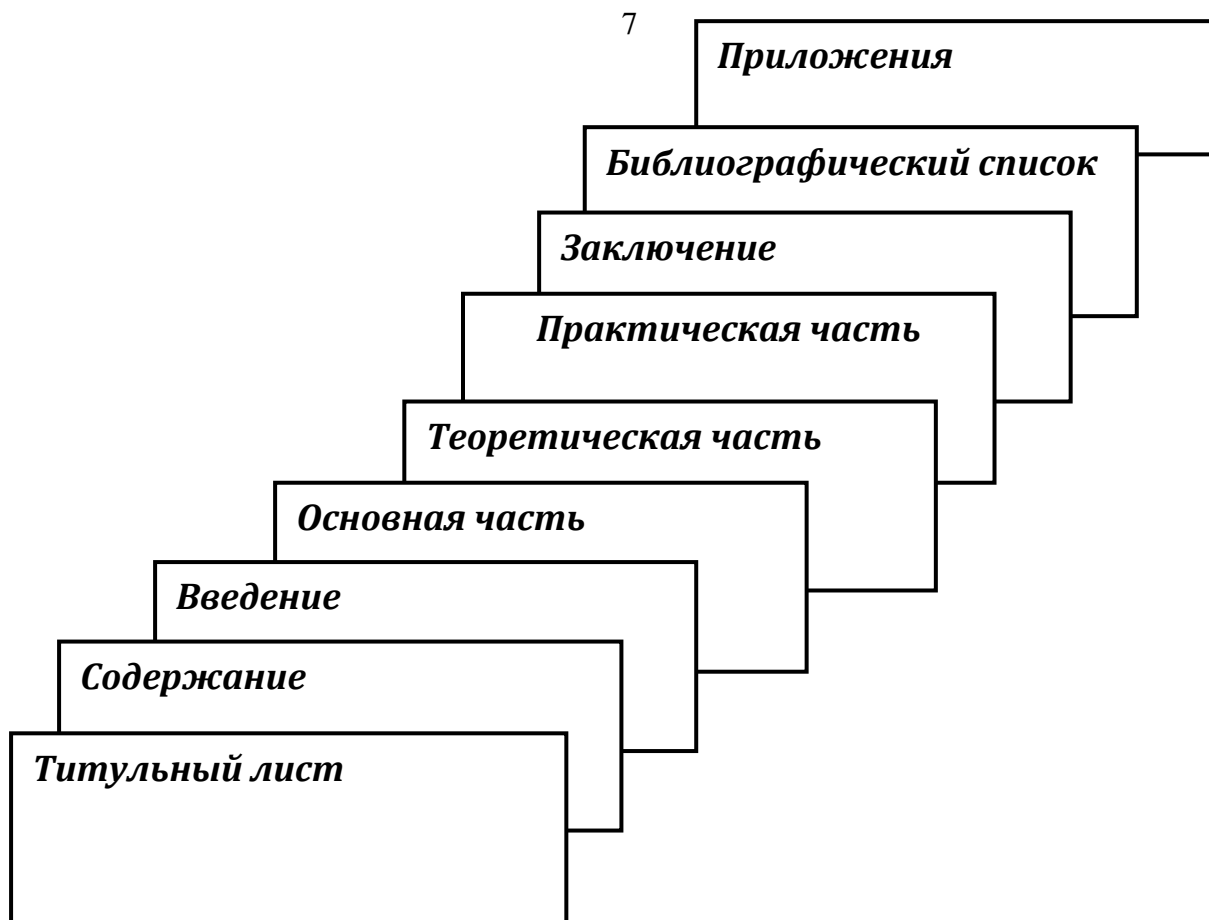 7
Приложения
Библиографический список
Заключение
Практическая часть
Теоретическая часть
Основная часть
Введение
Содержание
Титульный лист